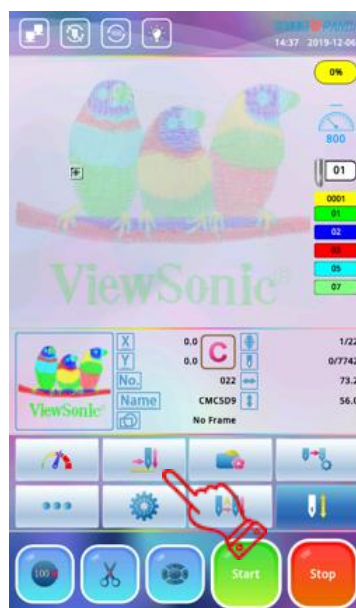 14:37 2019-12-06
0%
800
01
0001
01
02
03
05
07
ViewSonic®
X 0.0 C 1/22
Y 0.0 0/7742
No. 022 73.2
Name CMC5D9 56.0
No Frame
ViewSonic®
100
Start
Stop